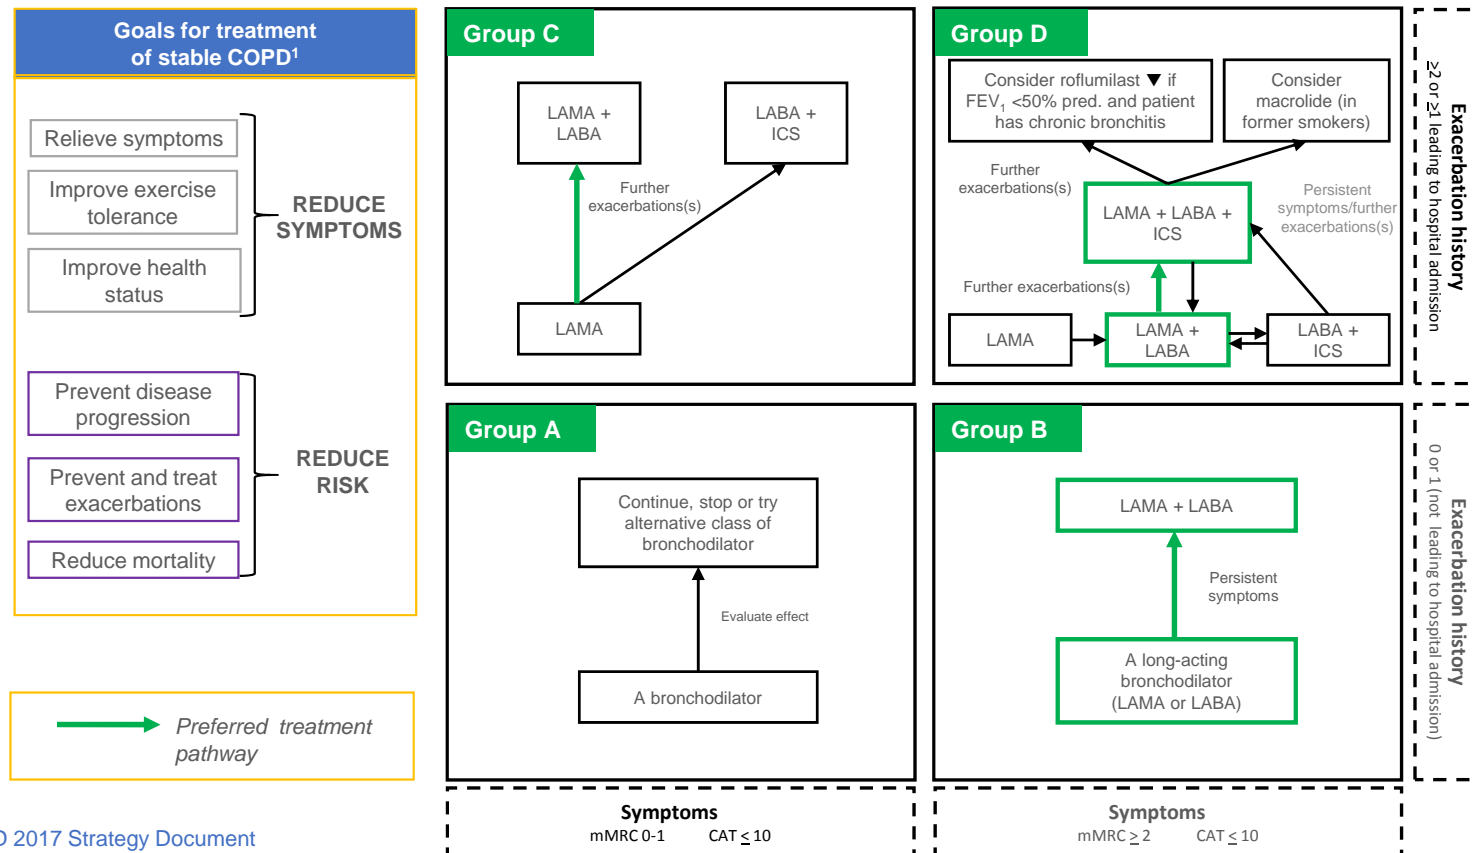 Goals for treatment
of stable COPD¹
Relieve symptoms
Improve exercise
tolerance
Improve health
status
REDUCE
SYMPTOMS
Prevent disease
progression
Prevent and treat
exacerbations
Reduce mortality
REDUCE
RISK
Preferred treatment
pathway
Group C
LAMA +
LABA
LABA +
ICS
Further
exacerbations(s)
LAMA
Group D
Consider roflumilast ▼ if
FEV₁ <50% pred. and patient
has chronic bronchitis
Consider
macrolide (in
former smokers)
Further
exacerbations(s)
Persistent
symptoms/further
exacerbations(s)
LAMA + LABA +
ICS
Further exacerbations(s)
LAMA
LAMA +
LABA
LABA +
ICS
Exacerbation history
≥2 or ≥1 leading to hospital admission
Group A
Continue, stop or try
alternative class of
bronchodilator
Evaluate effect
A bronchodilator
Group B
LAMA + LABA
Persistent
symptoms
A long-acting
bronchodilator
(LAMA or LABA)
Exacerbation history
0 or 1 (not leading to hospital admission)
Symptoms
mMRC 0-1 CAT ≤ 10
Symptoms
mMRC ≥ 2 CAT ≤ 10
D 2017 Strategy Document